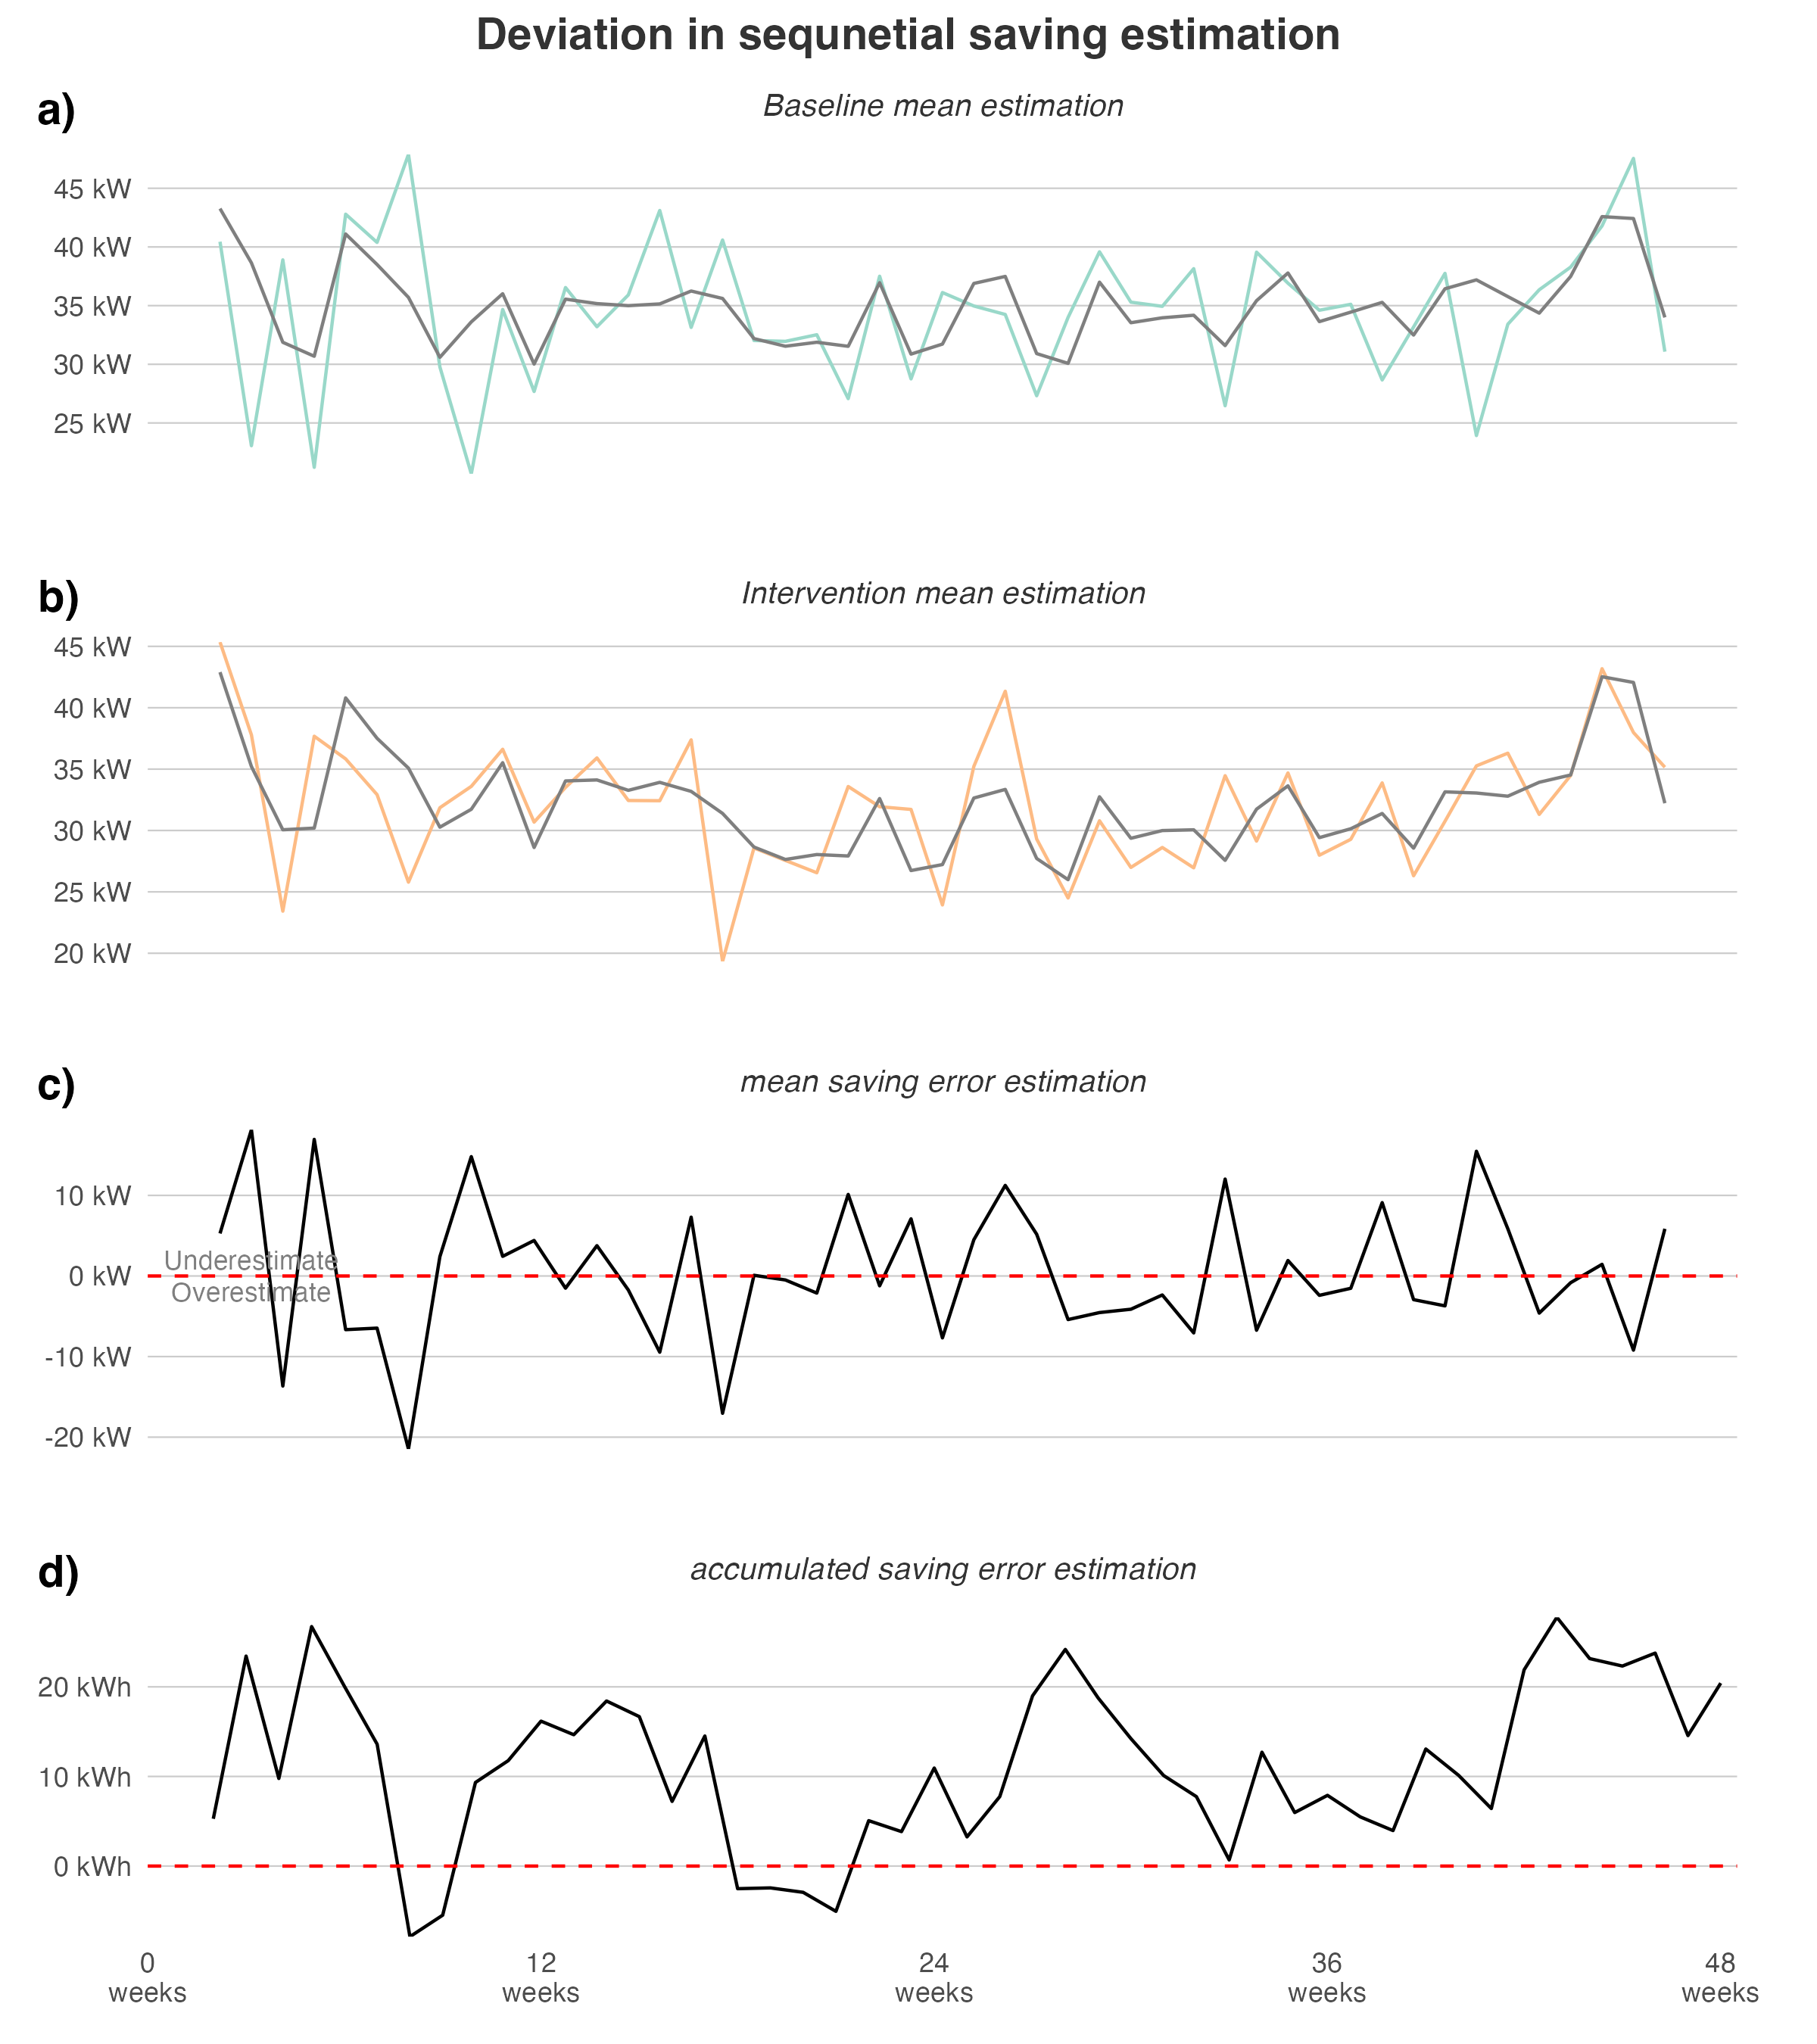 Deviation in sequnetial saving estimation
a)
Baseline mean estimation
45 kW
40 kW
35 kW
30 kW
25 kW
b)
Intervention mean estimation
45 kW
40 kW
35 kW
30 kW
25 kW
20 kW
c)
mean saving error estimation
10 kW
Underestimate
0 kW
Overestimate
-10 kW
-20 kW
d)
accumulated saving error estimation
20 kWh
10 kWh
0 kWh
0 12 24 36 48
weeks weeks weeks weeks weeks